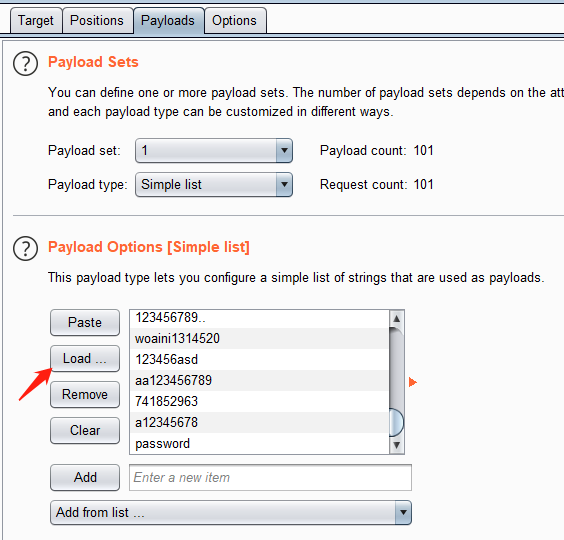 Target Positions Payloads Options
? Payload Sets
You can define one or more payload sets. The number of payload sets depends on the att
and each payload type can be customized in different ways.
Payload set: 1 Payload count: 101
Payload type: Simple list Request count: 101
? Payload Options [Simple list]
This payload type lets you configure a simple list of strings that are used as payloads.
Paste
Load ...
Remove
Clear
123456789..
woaini1314520
123456asd
aa123456789
741852963
a12345678
password
Add Enter a new item
Add from list ...